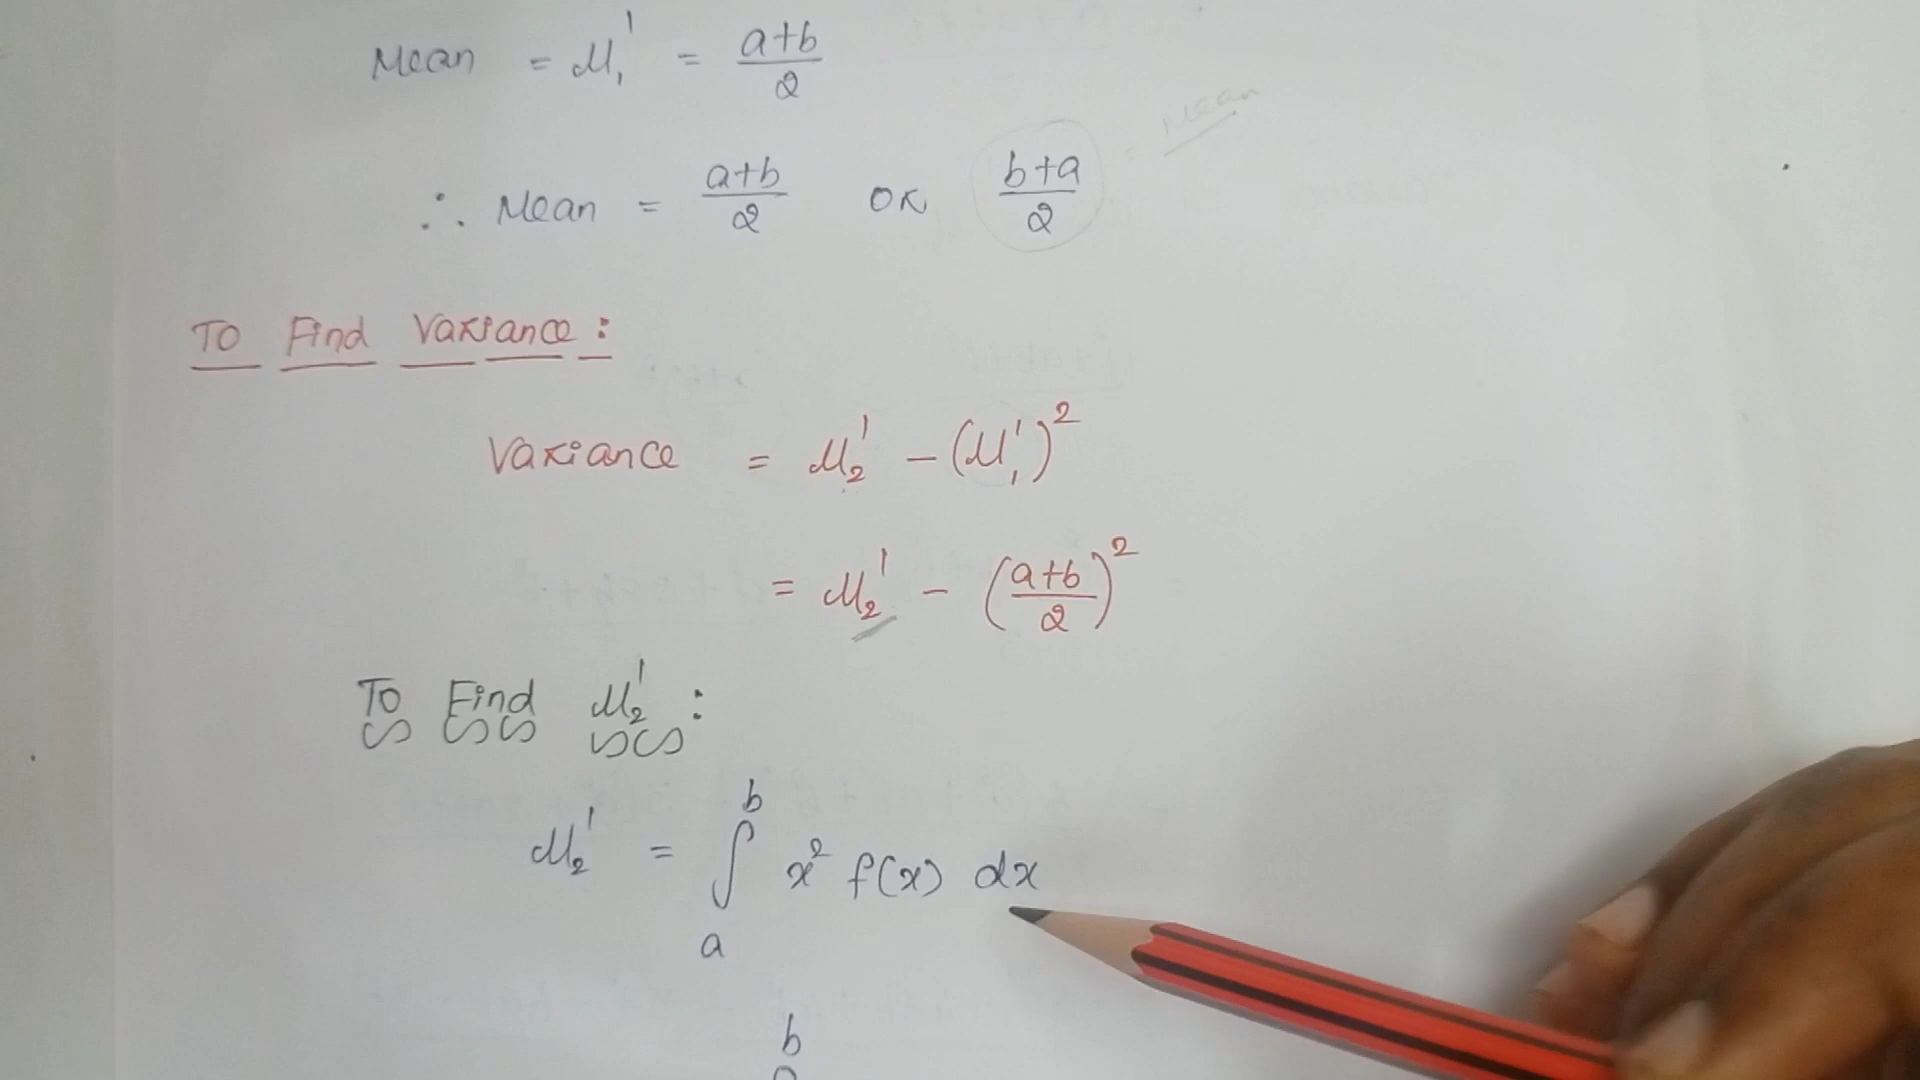 Mean = μ₁' = (a+b)/2
∴ Mean = (a+b)/2 OR (b+a)/2 = Mean
To Find Variance:
Variance = μ₂' - (μ₁')²
= μ₂' - ((a+b)/2)²
To Find μ₂':
μ₂' = ∫ₐᵇ x² f(x) dx
b